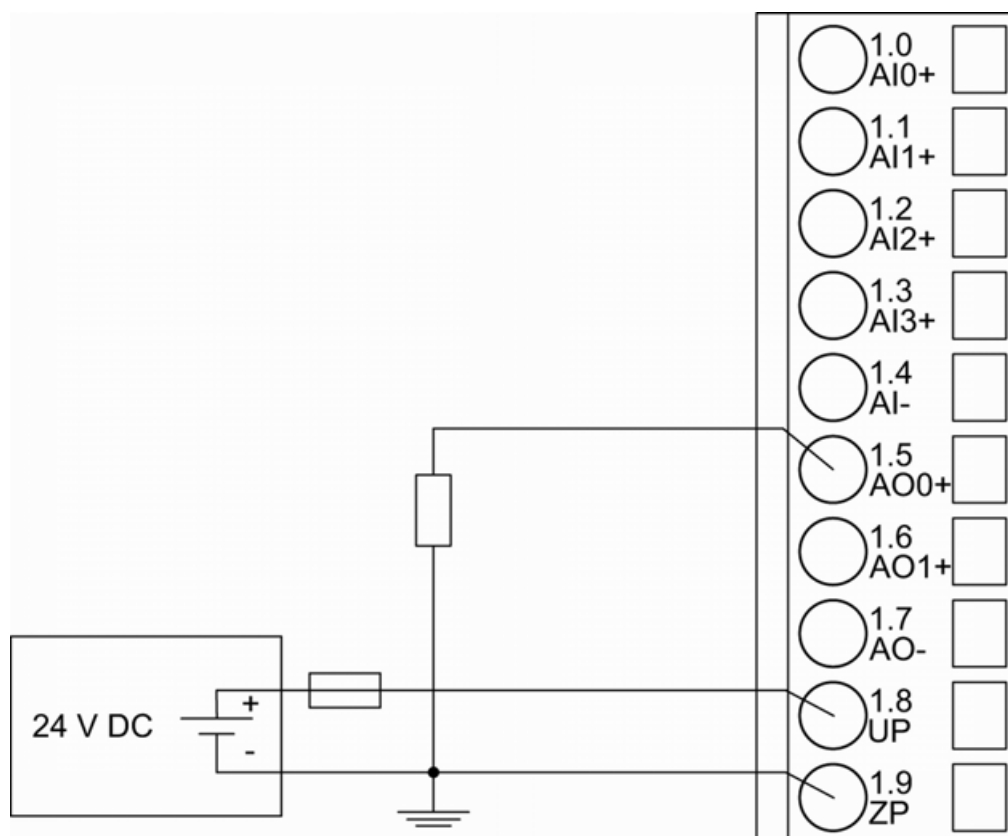 1.0
AI0+
1.1
AI1+
1.2
AI2+
1.3
AI3+
1.4
AI-
1.5
AO0+
1.6
AO1+
1.7
AO-
24 V DC
+
-
1.8
UP
1.9
ZP